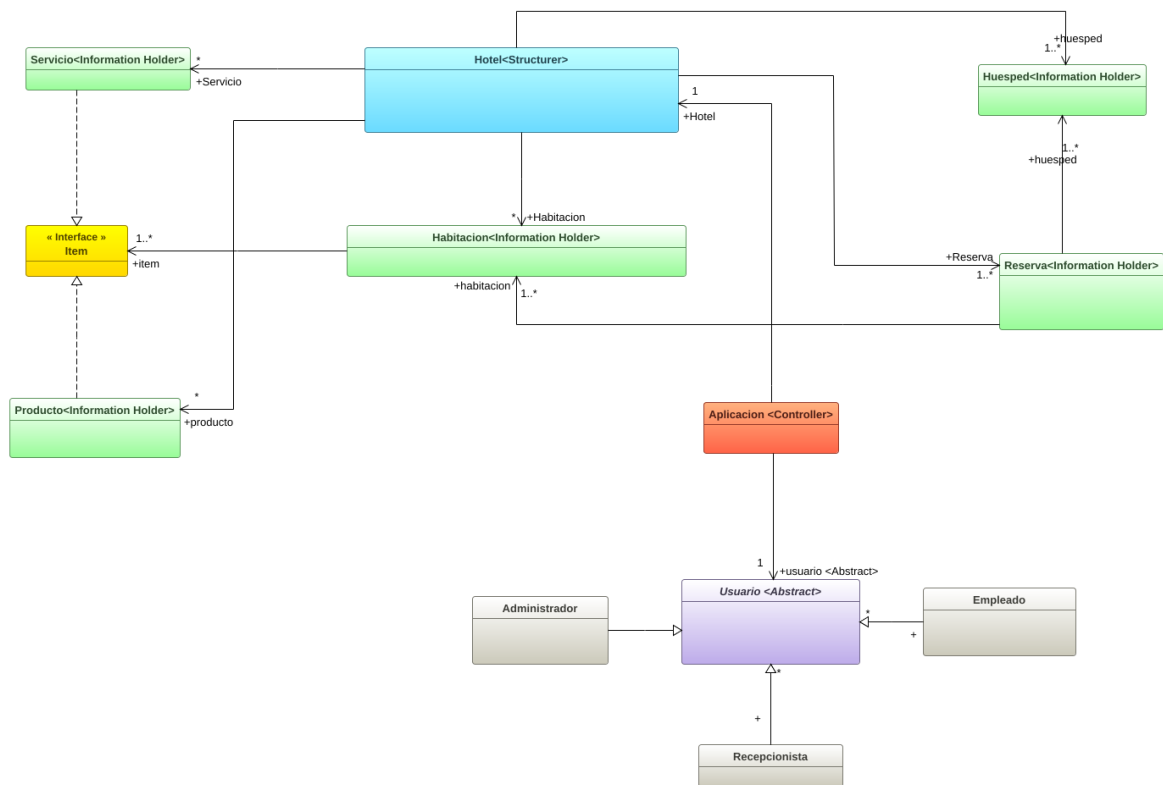 +huesped
1..*
Servicio<Information Holder>
*
+Servicio
Hotel<Structurer>
Huesped<Information Holder>
1
+Hotel
1..*
+huesped
*
+Habitacion
« Interface »
Item
1..*
+item
Habitacion<Information Holder>
+habitacion
1..*
+Reserva
1..*
Reserva<Information Holder>
*
+producto
Producto<Information Holder>
Aplicacion <Controller>
1
+usuario <Abstract>
Usuario <Abstract>
Administrador
Empleado
*
+
*
+
Recepcionista